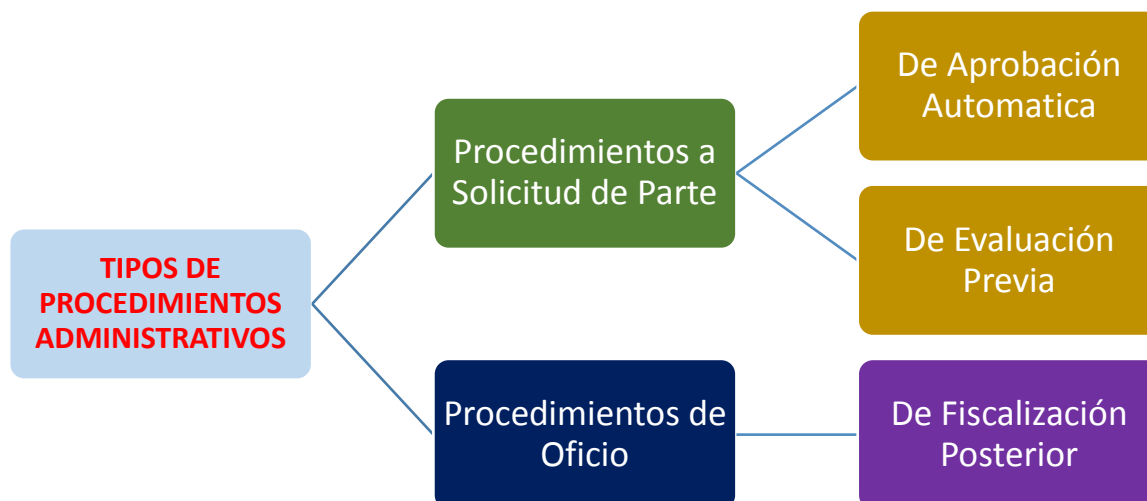 TIPOS DE
PROCEDIMIENTOS
ADMINISTRATIVOS
Procedimientos a
Solicitud de Parte
De Aprobación
Automatica
De Evaluación
Previa
Procedimientos de
Oficio
De Fiscalización
Posterior